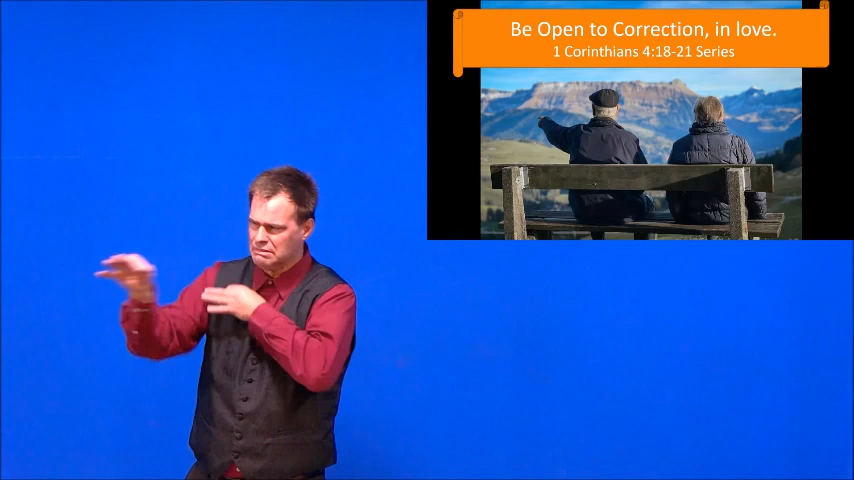 Be Open to Correction, in love.
1 Corinthians 4:18-21 Series